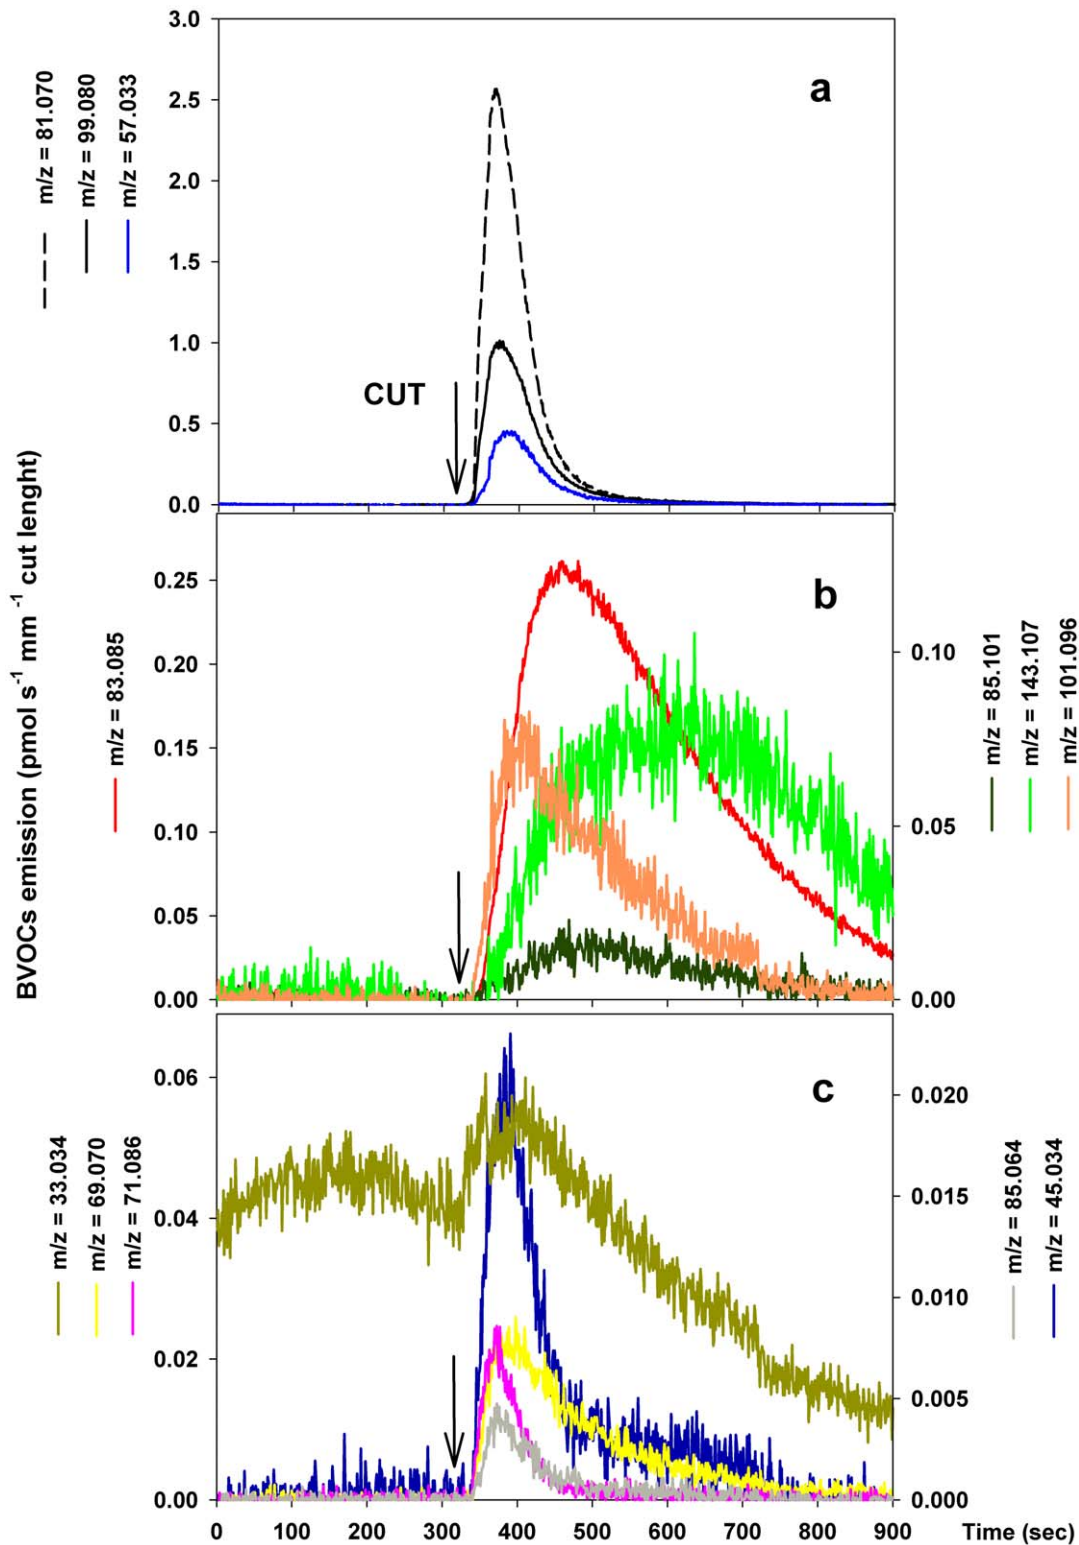 3.0
2.5
2.0
1.5
1.0
0.5
0.0
a
CUT
m/z = 81.070
m/z = 99.080
m/z = 57.033
BVOCs emission (pmol s⁻¹ mm ⁻¹ cut lenght)
0.25
0.20
0.15
0.10
0.05
0.00
b
m/z = 83.085
0.10
0.05
0.00
m/z = 85.101
m/z = 143.107
m/z = 101.096
0.06
0.04
0.02
0.00
c
m/z = 33.034
m/z = 69.070
m/z = 71.086
0.020
0.015
0.010
0.005
0.000
m/z = 85.064
m/z = 45.034
0 100 200 300 400 500 600 700 800 900 Time (sec)